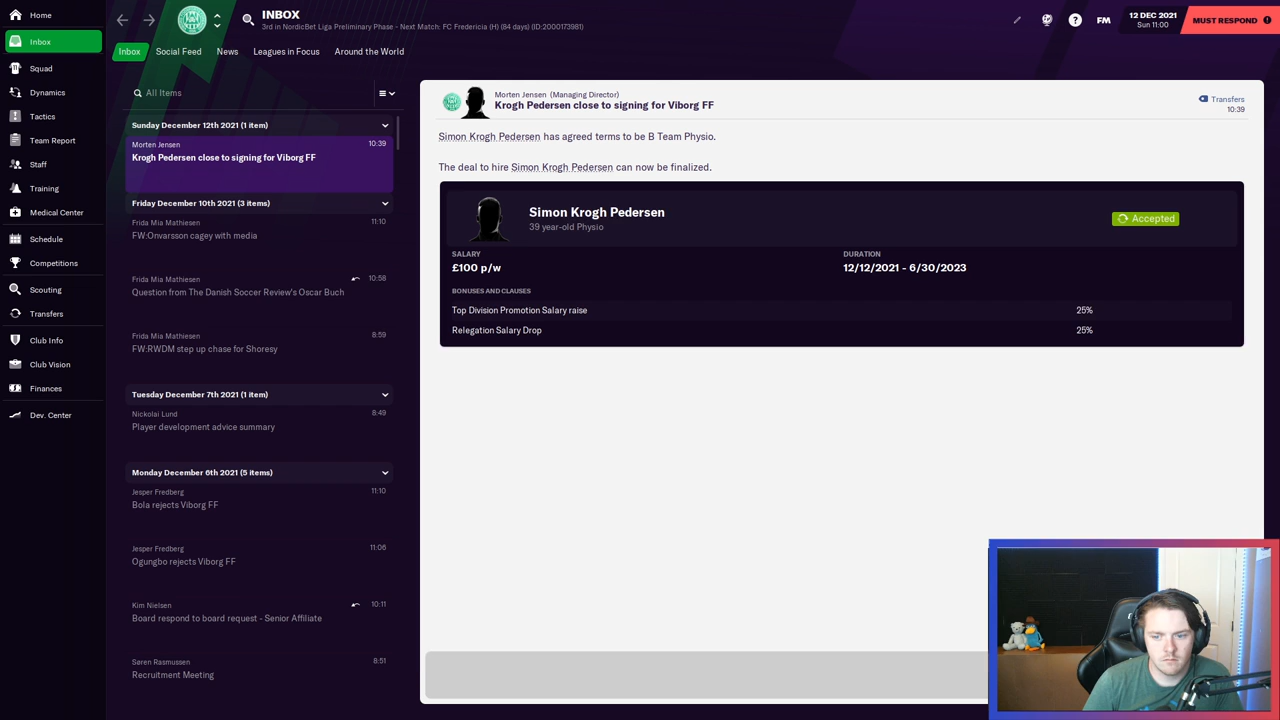 Home
Inbox
Squad
Dynamics
Tactics
Team Report
Staff
Training
Medical Center
Schedule
Competitions
Scouting
Transfers
Club Info
Club Vision
Finances
Dev. Center
INBOX
3rd in NordicBet Liga Preliminary Phase - Next Match: FC Fredericia (H) (84 days) (ID:2000173981)
?
FM
12 DEC 2021
Sun 11:00
MUST RESPOND
Inbox
Social Feed
News
Leagues in Focus
Around the World
All Items
Sunday December 12th 2021 (1 item)
Morten Jensen 10:39
Krogh Pedersen close to signing for Viborg FF
Friday December 10th 2021 (3 items)
Frida Mia Mathiesen 11:10
FW:Onvarsson cagey with media
Frida Mia Mathiesen 10:58
Question from The Danish Soccer Review's Oscar Buch
Frida Mia Mathiesen 8:59
FW:RWDM step up chase for Shoresy
Tuesday December 7th 2021 (1 item)
Nickolai Lund 8:49
Player development advice summary
Monday December 6th 2021 (5 items)
Jesper Fredberg 11:10
Bola rejects Viborg FF
Jesper Fredberg 11:06
Ogungbo rejects Viborg FF
Kim Nielsen 10:11
Board respond to board request - Senior Affiliate
Søren Rasmussen 8:51
Recruitment Meeting
Morten Jensen (Managing Director)
Krogh Pedersen close to signing for Viborg FF
Transfers
10:39
Simon Krogh Pedersen has agreed terms to be B Team Physio.
The deal to hire Simon Krogh Pedersen can now be finalized.
Simon Krogh Pedersen
39 year-old Physio
Accepted
SALARY
£100 p/w
DURATION
12/12/2021 - 6/30/2023
BONUSES AND CLAUSES
Top Division Promotion Salary raise 25%
Relegation Salary Drop 25%